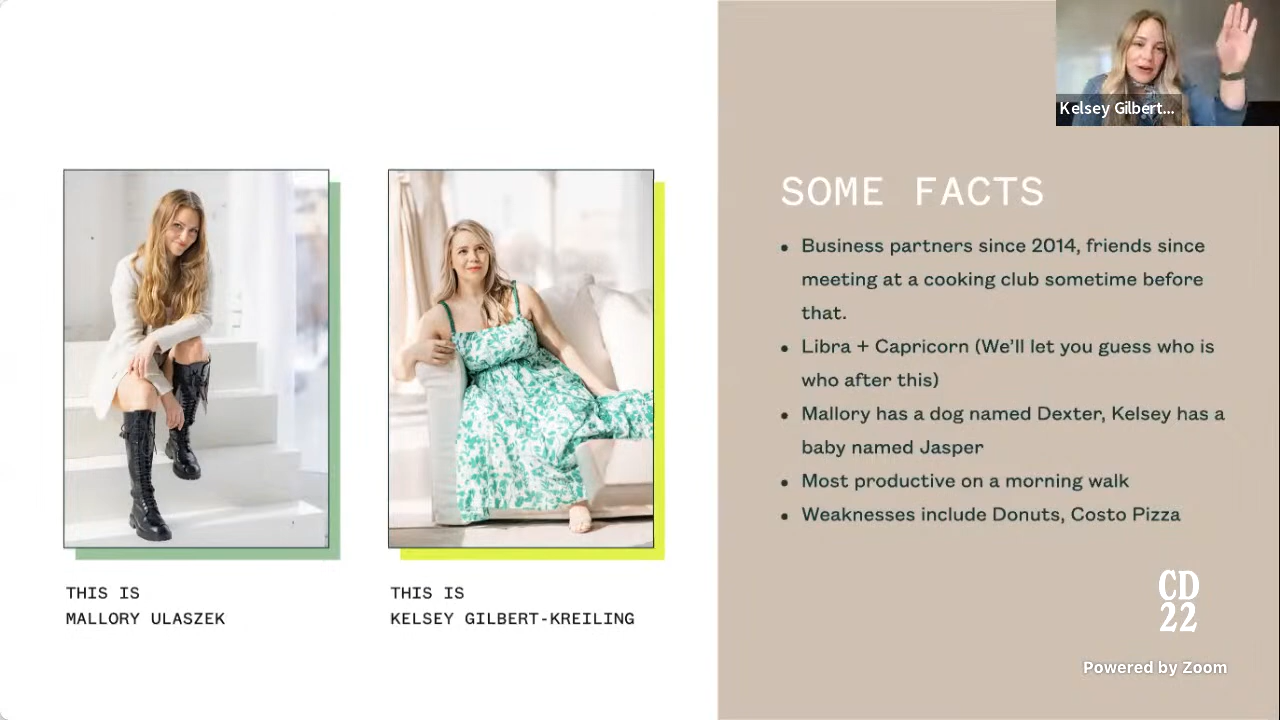 Kelsey Gilbert...
SOME FACTS
• Business partners since 2014, friends since
meeting at a cooking club sometime before
that.
• Libra + Capricorn (We'll let you guess who is
who after this)
• Mallory has a dog named Dexter, Kelsey has a
baby named Jasper
• Most productive on a morning walk
• Weaknesses include Donuts, Costo Pizza
THIS IS
MALLORY ULASZEK
THIS IS
KELSEY GILBERT-KREILING
CD
22
Powered by Zoom